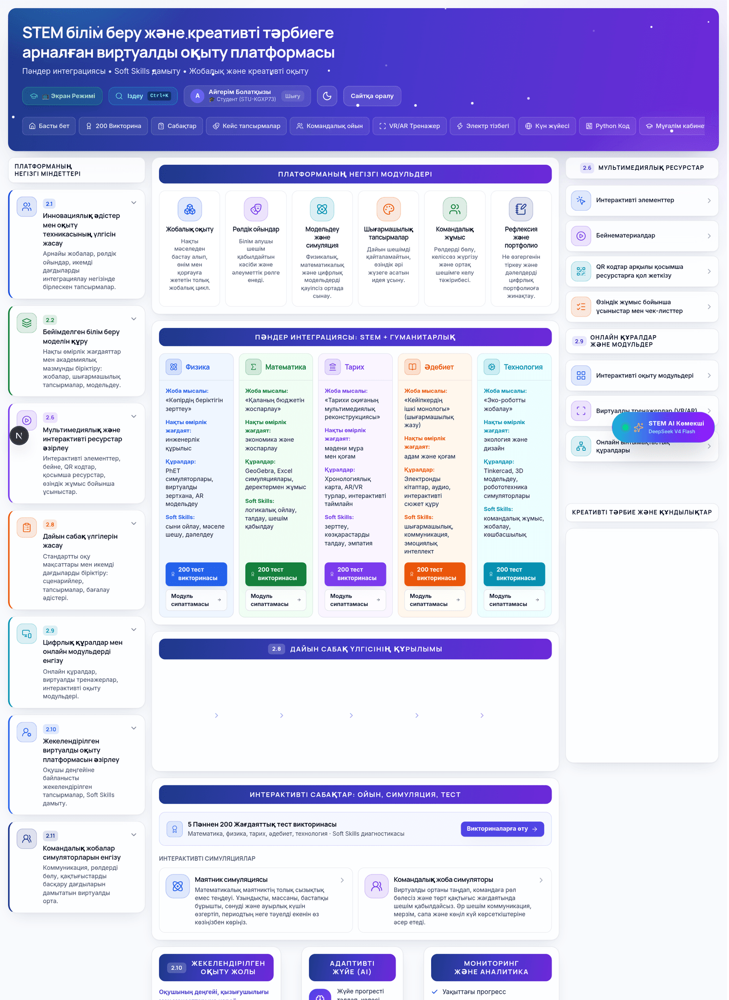 STEM білім беру және креативті тәрбиеге
арналған виртуалды оқыту платформасы
Пәндер интеграциясы • Soft Skills дамыту • Жобалық және креативті оқыту
📺 Экран Режимі
Іздеу Ctrl+K
A
Айгерім Болатқызы
🎓 Студент (STU-KGXP73)
Шығу
Сайтқа оралу
Басты бет
200 Викторина
Сабақтар
Кейс тапсырмалар
Командалық ойын
VR/AR Тренажер
Электр тізбегі
Күн жүйесі
Python Код
Мұғалім кабинет
ПЛАТФОРМАНЫҢ
НЕГІЗГІ МІНДЕТТЕРІ
2.1
Инновациялық әдістер
мен оқыту
техникасының үлгісін
жасау
Арнайы жобалар, рөлдік
ойындар, икемді
дағдыларды
интеграциялау негізінде
бірлескен тапсырмалар.
2.2
Бейімделген білім беру
моделін құру
Нақты өмірлік жағдаяттар
мен академиялық
мазмұнды біріктіру:
жобалар, шығармашылық
тапсырмалар, модельдеу.
2.6
Мультимедиялық және
интерактивті ресурстар
әзірлеу
Интерактивті элементтер,
бейне, QR кодтар,
қосымша ресурстар,
өзіндік жұмыс бойынша
ұсыныстар.
N
2.8
Дайын сабақ үлгілерін
жасау
Стандартты оқу
мақсаттары мен икемді
дағдыларды біріктіру:
сценарийлер,
тапсырмалар, бағалау
әдістері.
2.9
Цифрлық құралдар мен
онлайн модульдерді
енгізу
Онлайн құралдар,
виртуалды тренажерлар,
интерактивті оқыту
модульдері.
2.10
Жекелендірілген
виртуалды оқыту
платформасын әзірлеу
Оқушы деңгейіне
байланысты
жекелендірілген
тапсырмалар, Soft Skills
дамыту.
2.11
Командалық жобалар
симуляторларын енгізу
Коммуникация, рөлдерді
бөлу, қақтығыстарды
басқару дағдыларын
дамытатын виртуалды
орта.
ПЛАТФОРМАНЫҢ НЕГІЗГІ МОДУЛЬДЕРІ
Жобалық оқыту
Нақты
мәселеден
бастау алып,
өнім мен
қорғауға
жететін толық
жобалық цикл.
Рөлдік ойындар
Білім алушы
шешім
қабылдайтын
кәсіби және
әлеуметтік рөлге
енеді.
Модельдеу
және
симуляция
Физикалық,
математикалық
және цифрлық
модельдерді
қауіпсіз ортада
сынау.
Шығармашылық
тапсырмалар
Дайын шешімді
қайталамайтын,
өзіндік әрі
жүзеге асатын
идея ұсыну.
Командалық
жұмыс
Рөлдерді бөлу,
келіссөз жүргізу
және ортақ
шешімге келу
тәжірибесі.
Рефлексия
және
портфолио
Не өзгергенін
тіркеу және
дәлелдерді
цифрлық
портфолиоға
жинақтау.
ПӘНДЕР ИНТЕГРАЦИЯСЫ: STEM + ГУМАНИТАРЛЫҚ
Физика
Жоба мысалы:
«Көпірдің беріктігін
зерттеу»
Нақты өмірлік
жағдаят:
инженерлік
құрылыс
Құралдар:
PhET
симуляторлары,
виртуалды
зертхана, AR
модельдеу
Soft Skills:
сыни ойлау, мәселе
шешу, дәлелдеу
200 тест
викторинасы
Модуль
сипаттамасы
Математика
Жоба мысалы:
«Қаланың бюджетін
жоспарлау»
Нақты өмірлік
жағдаят:
экономика және
жоспарлау
Құралдар:
GeoGebra, Excel
симуляциялары,
деректермен жұмыс
Soft Skills:
логикалық ойлау,
талдау, шешім
қабылдау
200 тест
викторинасы
Модуль
сипаттамасы
Тарих
Жоба мысалы:
«Тарихи оқиғаның
мультимедиялық
реконструкциясы»
Нақты өмірлік
жағдаят:
мәдени мұра
мен қоғам
Құралдар:
Хронологиялық
карта, AR/VR
турлар, интерактивті
таймлайн
Soft Skills:
зерттеу,
көзқарастарды
талдау, эмпатия
200 тест
викторинасы
Модуль
сипаттамасы
Әдебиет
Жоба мысалы:
«Кейіпкердің
ішкі монологы»
(шығармашылық
жазу)
Нақты өмірлік
жағдаят:
адам және қоғам
Құралдар:
Электронды
кітаптар, аудио,
интерактивті
сюжет құру
Soft Skills:
шығармашылық,
коммуникация,
эмоциялық
интеллект
200 тест
викторинасы
Модуль
сипаттамасы
Технология
Жоба мысалы:
«Эко-роботты
жобалау»
Нақты өмірлік
жағдаят:
экология және
дизайн
Құралдар:
Tinkercad, 3D
модельдеу,
робототехника
симуляторлары
Soft Skills:
командалық жұмыс,
жобалау,
көшбасшылық
200 тест
викторинасы
Модуль
сипаттамасы
2.8 ДАЙЫН САБАҚ ҮЛГІСІНІҢ ҚҰРЫЛЫМЫ
ИНТЕРАКТИВТІ САБАҚТАР: ОЙЫН, СИМУЛЯЦИЯ, ТЕСТ
5 Пәннен 200 Жағдаяттық тест викторинасы
Математика, физика, тарих, әдебиет, технология · Soft Skills диагностикасы
Викториналарға өту →
ИНТЕРАКТИВТІ СИМУЛЯЦИЯЛАР
Маятник симуляциясы
Математикалық маятниктің толық сызықтық
емес теңдеуі. Ұзындықты, массаны, бастапқы
бұрышты, сөнуді және ауырлық күшін
өзгертіп, периодтың неге тәуелді екенін өз
көзіңізбен көріңіз.
Командалық жоба симуляторы
Виртуалды ортаны таңдап, командаға рөл
бөлесіз және төрт қақтығыс жағдаятында
шешім қабылдайсыз. Әр шешім коммуникация,
мерзім, сапа және көңіл күй көрсеткіштеріне
әсер етеді.
2.10 ЖЕКЕЛЕНДІРІЛГЕН
ОҚЫТУ ЖОЛЫ
Оқушының деңгейі, қызығушылығы
АДАПТИВТІ
ЖҮЙЕ (AI)
Жүйе прогресті
талдап, келесі
МОНИТОРИНГ
ЖӘНЕ АНАЛИТИКА
Уақыттағы прогресс
2.6 МУЛЬТИМЕДИЯЛЫҚ РЕСУРСТАР
Интерактивті элементтер
Бейнематериалдар
QR кодтар арқылы қосымша
ресурстарға қол жеткізу
Өзіндік жұмыс бойынша
ұсыныстар мен чек-листтер
2.9 ОНЛАЙН ҚҰРАЛДАР
ЖӘНЕ МОДУЛЬДЕР
Интерактивті оқыту модульдері
Виртуалды тренажерлар (VR/AR)
STEM AI Көмекші
DeepSeek V4 Flash
Онлайн ынтымақтастық
құралдары
КРЕАТИВТІ ТӘРБИЕ ЖӘНЕ ҚҰНДЫЛЫҚТАР